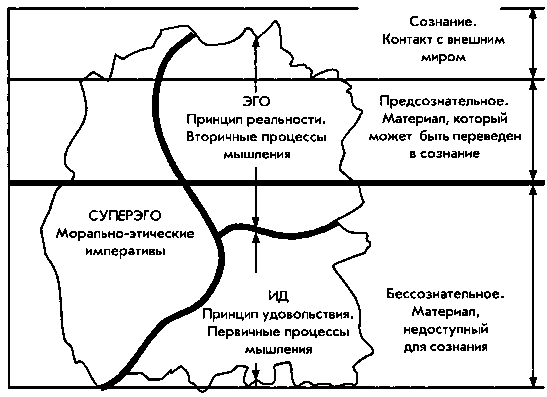 Сознание.
Контакт с внешним
миром
ЭГО
Принцип реальности.
Вторичные процессы
мышления
Предсознательное.
Материал, который
может быть переведен
в сознание
СУПЕРЭГО
Морально-этические
императивы
ИД
Принцип удовольствия.
Первичные процессы
мышления
Бессознательное.
Материал,
недоступный
для сознания